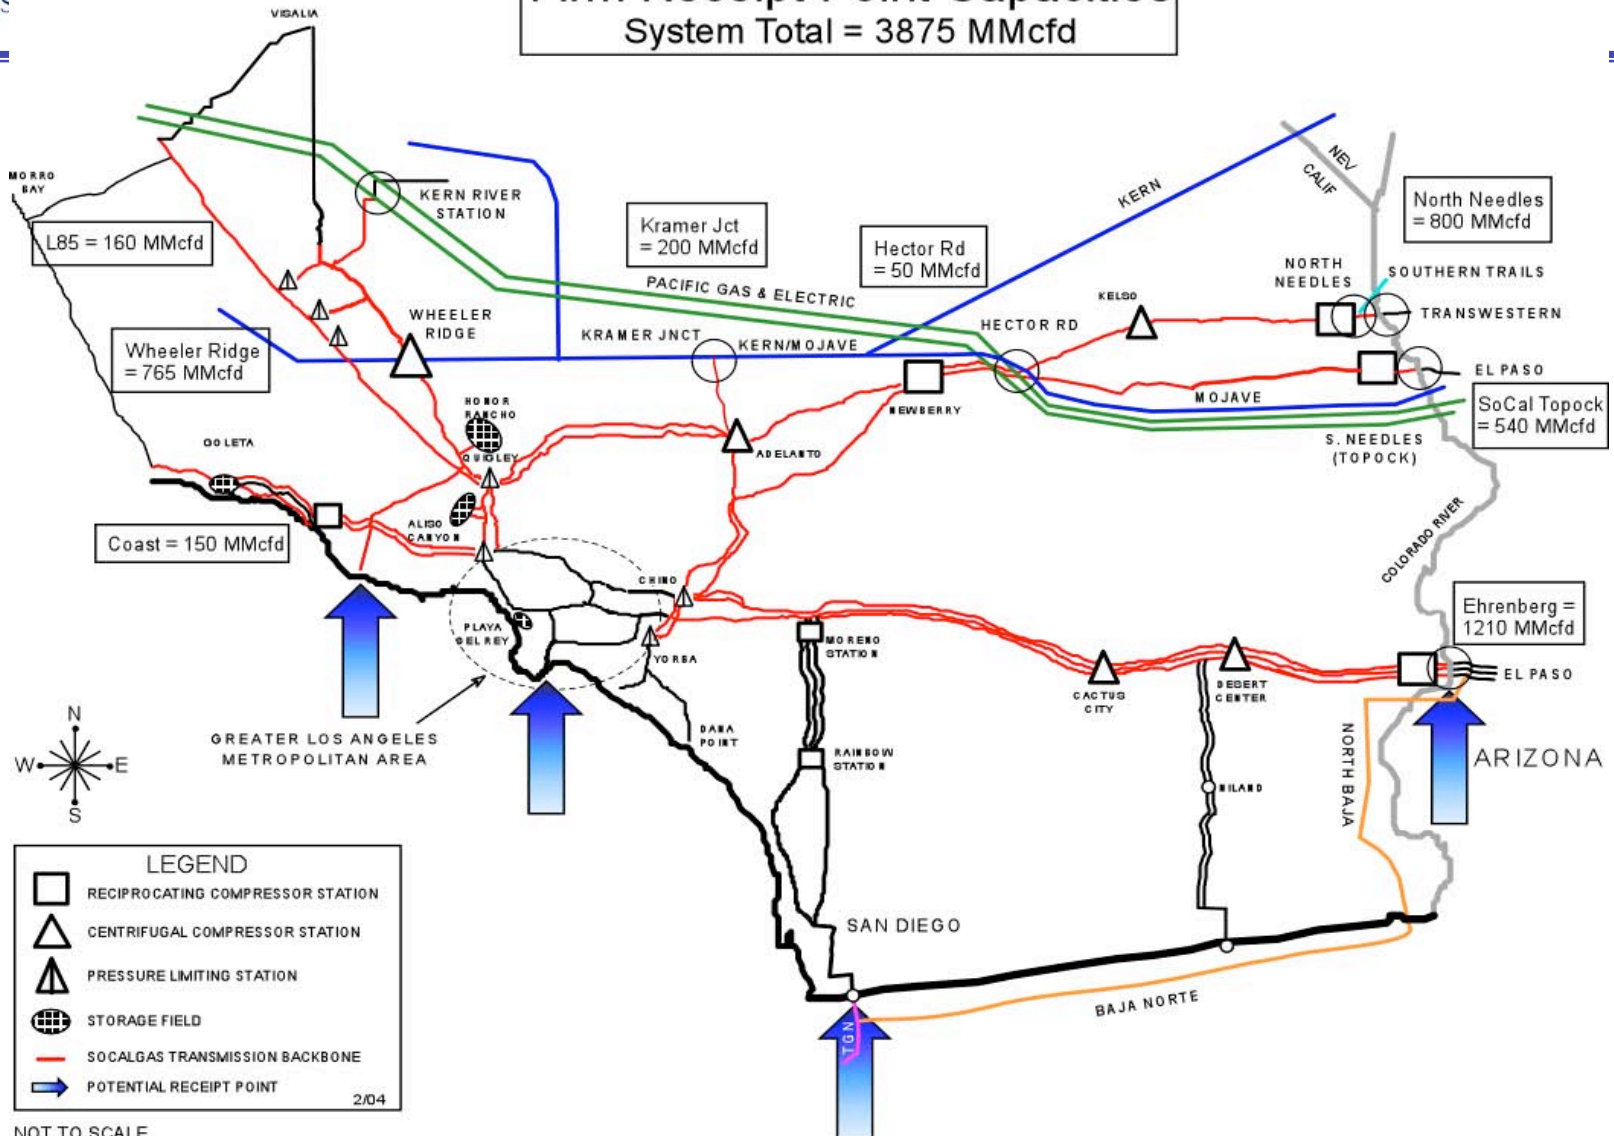 System Total = 3875 MMcfd
VISALIA
MORRO
BAY
L85 = 160 MMcfd
KERN RIVER
STATION
Kramer Jct
= 200 MMcfd
Hector Rd
= 50 MMcfd
KERN
NEV
CALIF
North Needles
= 800 MMcfd
NORTH
NEEDLES
SOUTHERN TRAILS
TRANSWESTERN
KELSO
PACIFIC GAS & ELECTRIC
HECTOR RD
WHEELER
RIDGE
KRAMER JNCT
KERN/MOJAVE
Wheeler Ridge
= 765 MMcfd
EL PASO
MOJAVE
SoCal Topock
= 540 MMcfd
S. NEEDLES
(TOPOCK)
NEWBERRY
HONOR
RANCHO
QUIGLEY
ADELANTO
GOLETA
ALISO
CANYON
Coast = 150 MMcfd
COLORADO RIVER
CHINO
Ehrenberg =
1210 MMcfd
PLAYA
DEL REY
YORBA
MORENO
STATION
CACTUS
CITY
DESERT
CENTER
EL PASO
GREATER LOS ANGELES
METROPOLITAN AREA
DANA
POINT
RAINBOW
STATION
NILAND
NORTH BAJA
ARIZONA
N
W
E
S
SAN DIEGO
BAJA NORTE
TGN
LEGEND
RECIPROCATING COMPRESSOR STATION
CENTRIFUGAL COMPRESSOR STATION
PRESSURE LIMITING STATION
STORAGE FIELD
SOCALGAS TRANSMISSION BACKBONE
POTENTIAL RECEIPT POINT
2/04
NOT TO SCALE